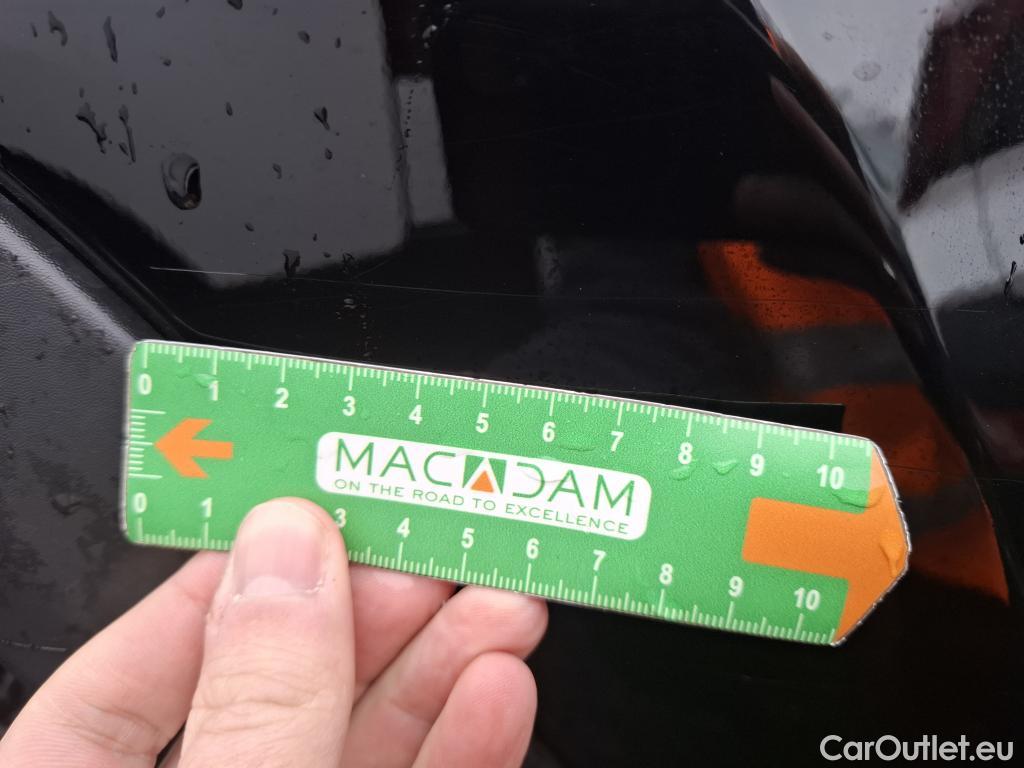 0 1 2 3 4 5 6 7 8 9 10
MACADAM
ON THE ROAD TO EXCELLENCE
0 1 3 4 5 6 7 8 9 10
CarOutlet.eu